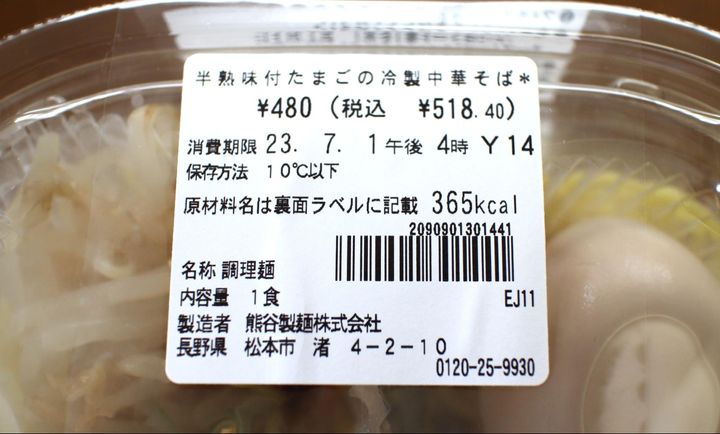 半熟味付たまごの冷製中華そば*
¥480 (税込 ¥518.40)
消費期限 23. 7. 1 午後 4時 Y14
保存方法 10℃以下
原材料名は裏面ラベルに記載 365kcal
2090901301441
名称 調理麺
内容量 1食 EJ11
製造者 熊谷製麺株式会社
長野県 松本市 渚 4-2-10
0120-25-9930